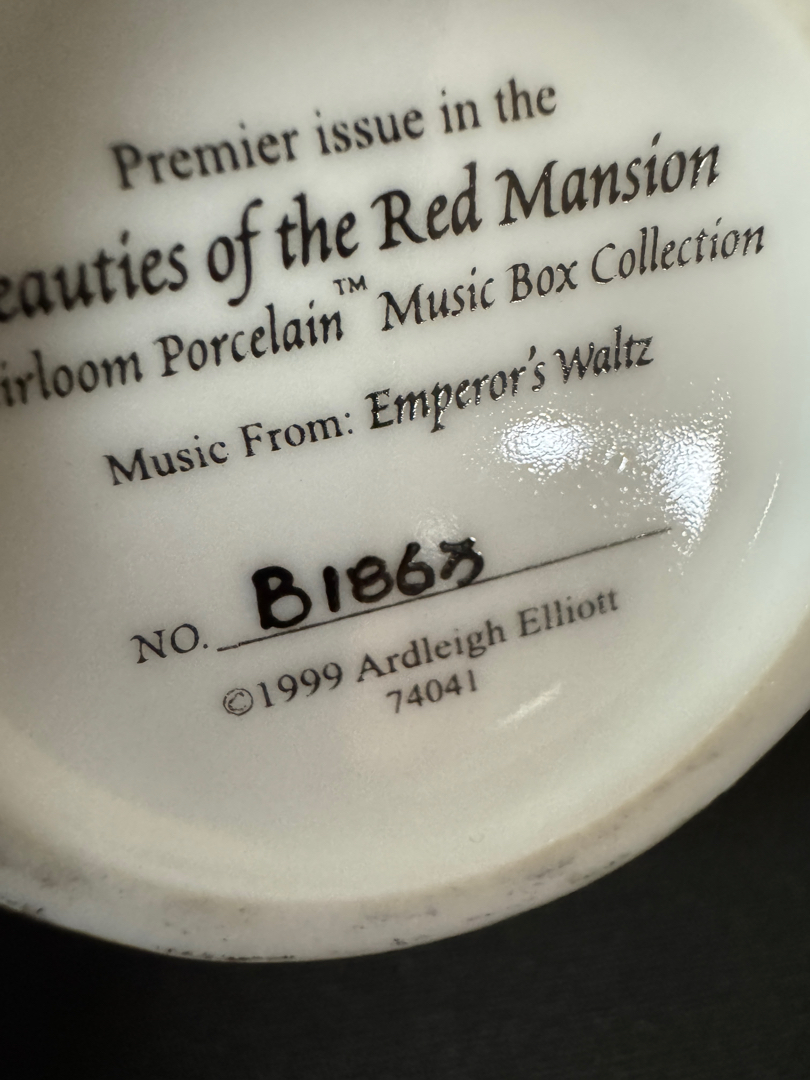 Premier issue in the
eauties of the Red Mansion
irloom Porcelain™ Music Box Collection
Music From: Emperor's Waltz
NO.
©1999 Ardleigh Elliott
74041